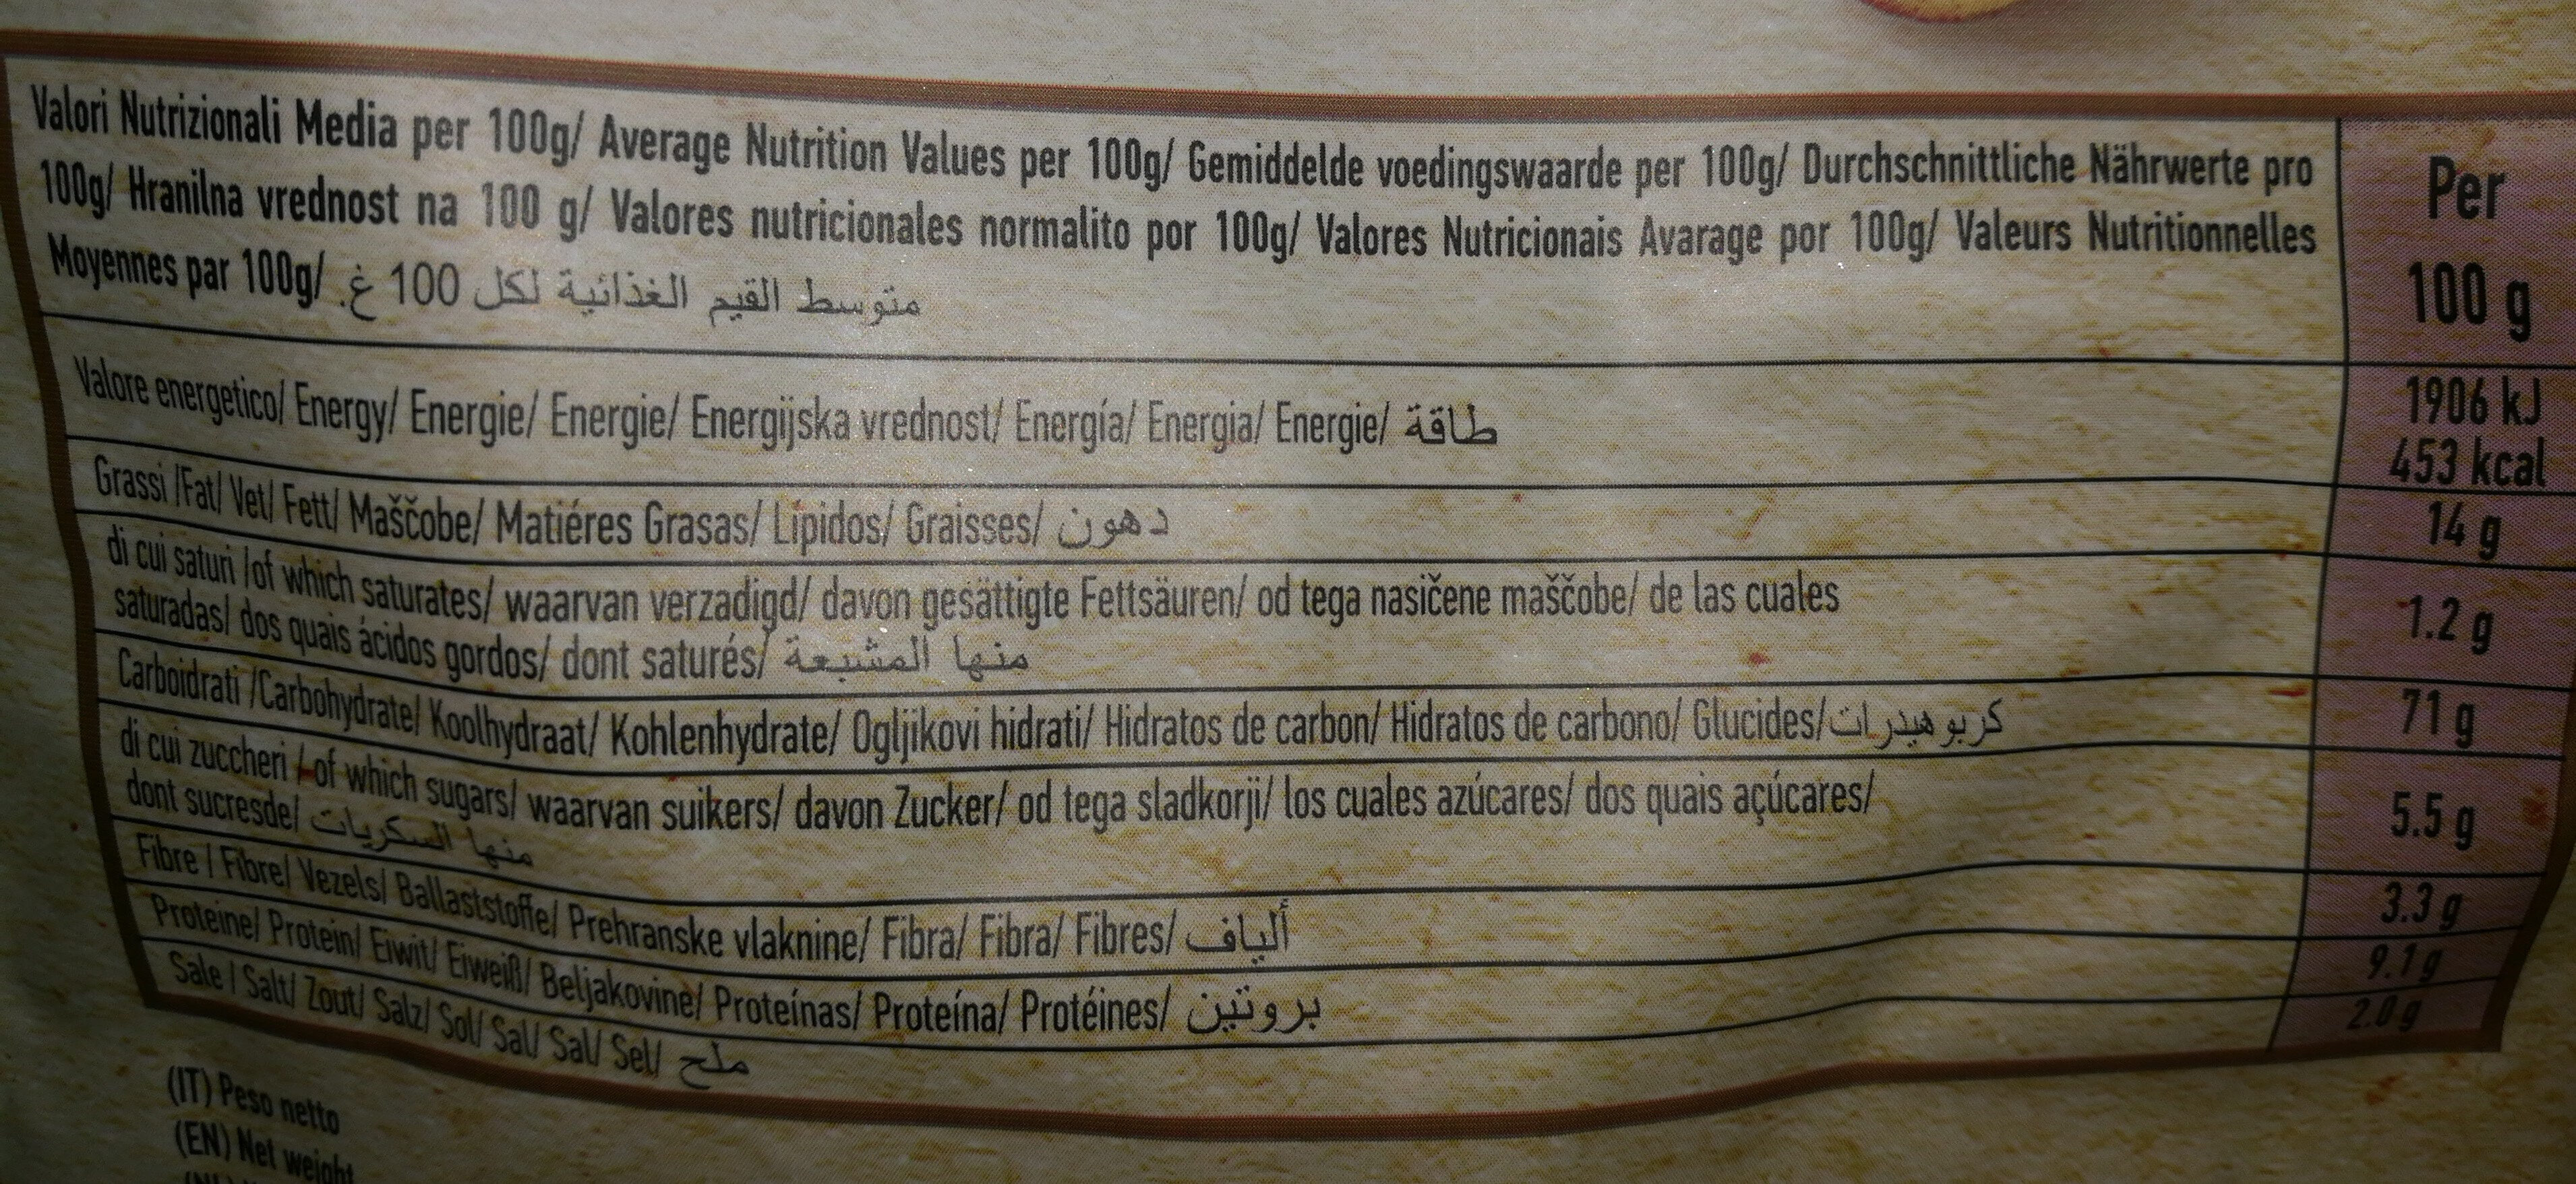 Valori Nutrizionali Media per 100g/ Average Nutrition Values per 100g/ Gemiddelde voedingswaarde per 100g/ Durchschnittliche Nährwerte pro
100g/ Hranilna vrednost na 100 g/ Valores nutricionales normalito por 100g/ Valores Nutricionais Avarage por 100g/ Valeurs Nutritionnelles
Moyennes par 100g/ متوسط القيم الغذائية لكل 100 غ.
Per
100 g
Valore energetico/ Energy/ Energie/ Energie/ Energijska vrednost/ Energía/ Energia/ Energie/ طاقة
1906 kJ
453 kcal
Grassi /Fat/ Vet/ Fett/ Maščobe/ Matiéres Grasas/ Lípidos/ Graisses/ دهون
14 g
di cui saturi /of which saturates/ waarvan verzadigd/ davon gesättigte Fettsäuren/ od tega nasičene maščobe/ de las cuales
saturadas/ dos quais ácidos gordos/ dont saturés/ منها المشبعة
1.2 g
Carboidrati /Carbohydrate/ Koolhydraat/ Kohlenhydrate/ Ogljikovi hidrati/ Hidratos de carbon/ Hidratos de carbono/ Glucides/ كربوهيدرات
71 g
di cui zuccheri / of which sugars/ waarvan suikers/ davon Zucker/ od tega sladkorji/ los cuales azúcares/ dos quais açúcares/
dont sucresde/ منها السكريات
5.5 g
Fibre / Fibre/ Vezels/ Ballaststoffe/ Prehranske vlaknine/ Fibra/ Fibra/ Fibres/ ألياف
3.3 g
Proteine/ Protein/ Eiwit/ Eiweiß/ Beljakovine/ Proteínas/ Proteína/ Protéines/ بروتين
9.1 g
Sale / Salt/ Zout/ Salz/ Sol/ Sal/ Sal/ Sel/ ملح
2.0 g
(IT) Peso netto
(EN) Net weight